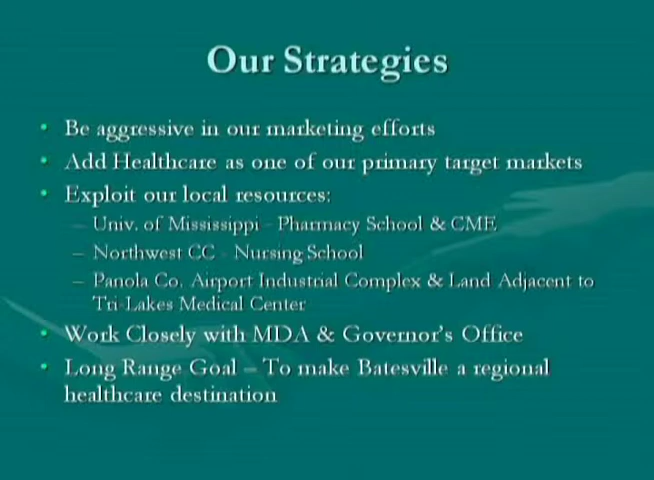 Our Strategies
• Be aggressive in our marketing efforts
• Add Healthcare as one of our primary target markets
• Exploit our local resources:
– Univ. of Mississippi - Pharmacy School & CME
– Northwest CC - Nursing School
– Panola Co. Airport Industrial Complex & Land Adjacent to
Tri-Lakes Medical Center
• Work Closely with MDA & Governor's Office
• Long Range Goal – To make Batesville a regional
healthcare destination